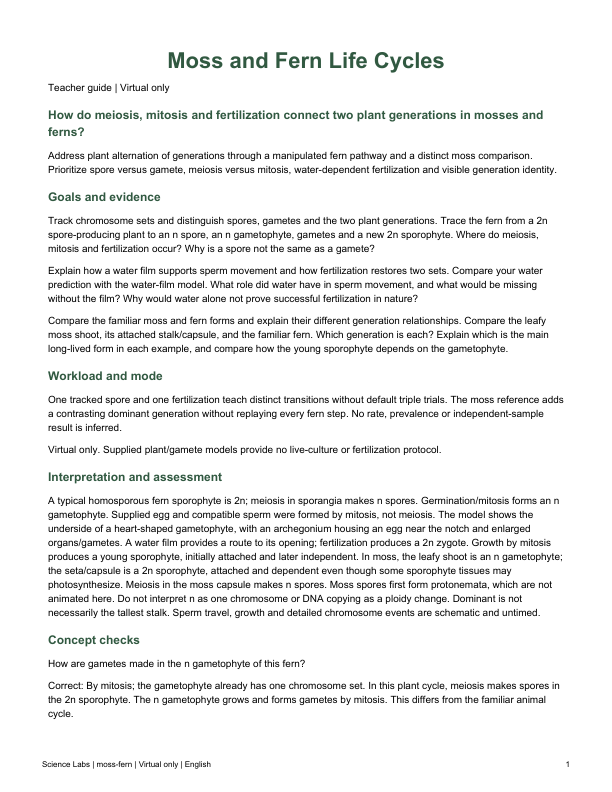 Moss and Fern Life Cycles
Teacher guide | Virtual only
How do meiosis, mitosis and fertilization connect two plant generations in mosses and
ferns?
Address plant alternation of generations through a manipulated fern pathway and a distinct moss comparison.
Prioritize spore versus gamete, meiosis versus mitosis, water-dependent fertilization and visible generation identity.
Goals and evidence
Track chromosome sets and distinguish spores, gametes and the two plant generations. Trace the fern from a 2n
spore-producing plant to an n spore, an n gametophyte, gametes and a new 2n sporophyte. Where do meiosis,
mitosis and fertilization occur? Why is a spore not the same as a gamete?
Explain how a water film supports sperm movement and how fertilization restores two sets. Compare your water
prediction with the water-film model. What role did water have in sperm movement, and what would be missing
without the film? Why would water alone not prove successful fertilization in nature?
Compare the familiar moss and fern forms and explain their different generation relationships. Compare the leafy
moss shoot, its attached stalk/capsule, and the familiar fern. Which generation is each? Explain which is the main
long-lived form in each example, and compare how the young sporophyte depends on the gametophyte.
Workload and mode
One tracked spore and one fertilization teach distinct transitions without default triple trials. The moss reference adds
a contrasting dominant generation without replaying every fern step. No rate, prevalence or independent-sample
result is inferred.
Virtual only. Supplied plant/gamete models provide no live-culture or fertilization protocol.
Interpretation and assessment
A typical homosporous fern sporophyte is 2n; meiosis in sporangia makes n spores. Germination/mitosis forms an n
gametophyte. Supplied egg and compatible sperm were formed by mitosis, not meiosis. The model shows the
underside of a heart-shaped gametophyte, with an archegonium housing an egg near the notch and enlarged
organs/gametes. A water film provides a route to its opening; fertilization produces a 2n zygote. Growth by mitosis
produces a young sporophyte, initially attached and later independent. In moss, the leafy shoot is an n gametophyte;
the seta/capsule is a 2n sporophyte, attached and dependent even though some sporophyte tissues may
photosynthesize. Meiosis in the moss capsule makes n spores. Moss spores first form protonemata, which are not
animated here. Do not interpret n as one chromosome or DNA copying as a ploidy change. Dominant is not
necessarily the tallest stalk. Sperm travel, growth and detailed chromosome events are schematic and untimed.
Concept checks
How are gametes made in the n gametophyte of this fern?
Correct: By mitosis; the gametophyte already has one chromosome set. In this plant cycle, meiosis makes spores in
the 2n sporophyte. The n gametophyte grows and forms gametes by mitosis. This differs from the familiar animal
cycle.
Science Labs | moss-fern | Virtual only | English
1